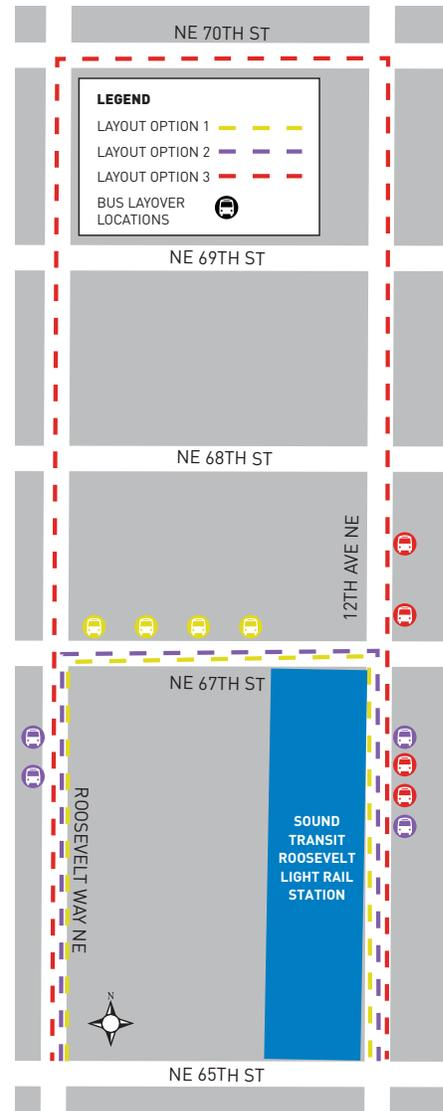 NE 70TH ST
LEGEND
LAYOUT OPTION 1
LAYOUT OPTION 2
LAYOUT OPTION 3
BUS LAYOVER
LOCATIONS
NE 69TH ST
NE 68TH ST
12TH AVE NE
NE 67TH ST
ROOSEVELT WAY NE
SOUND
TRANSIT
ROOSEVELT
LIGHT RAIL
STATION
N
NE 65TH ST